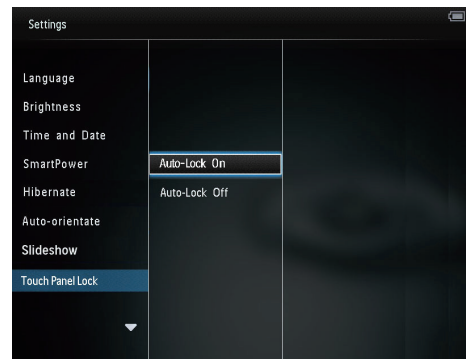 Settings
Language
Brightness
Time and Date
SmartPower
Hibernate
Auto-orientate
Slideshow
Touch Panel Lock
Auto-Lock On
Auto-Lock Off